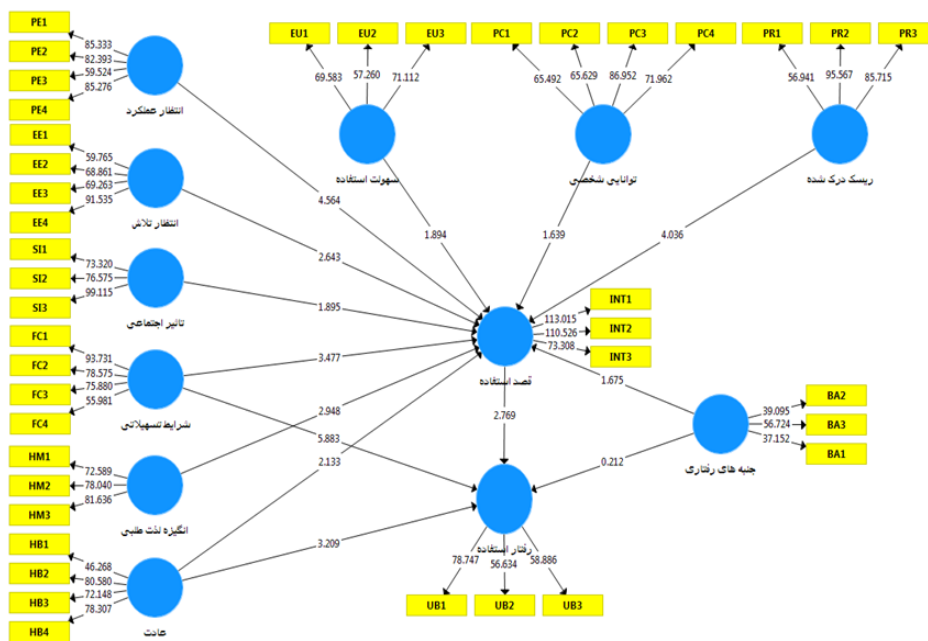 PE1
PE2
PE3
PE4
85.333
82.393
59.524
85.276
انتظار عملکرد
EE1
EE2
EE3
EE4
59.765
68.861
69.263
91.535
انتظار تلاش
SI1
SI2
SI3
73.320
76.575
99.115
تاثیر اجتماعی
FC1
FC2
FC3
FC4
93.731
78.575
75.880
55.981
شرایط تسهیلاتی
HM1
HM2
HM3
72.589
78.040
81.636
انگیزه لذت طلبی
HB1
HB2
HB3
HB4
46.268
80.580
72.148
78.307
عادت
EU1
EU2
EU3
69.583
57.260
71.112
سهولت استفاده
PC1
PC2
PC3
PC4
65.492
65.629
86.952
71.962
توانایی شخصی
PR1
PR2
PR3
56.941
95.567
85.715
ریسک درک شده
4.564
2.643
1.895
3.477
2.948
2.133
5.883
3.209
1.894
1.639
4.036
INT1
INT2
INT3
113.015
110.526
73.308
قصد استفاده
2.769
1.675
0.212
BA2
BA3
BA1
39.095
56.724
37.152
جنبه های رفتاری
رفتار استفاده
78.747
56.634
58.886
UB1
UB2
UB3